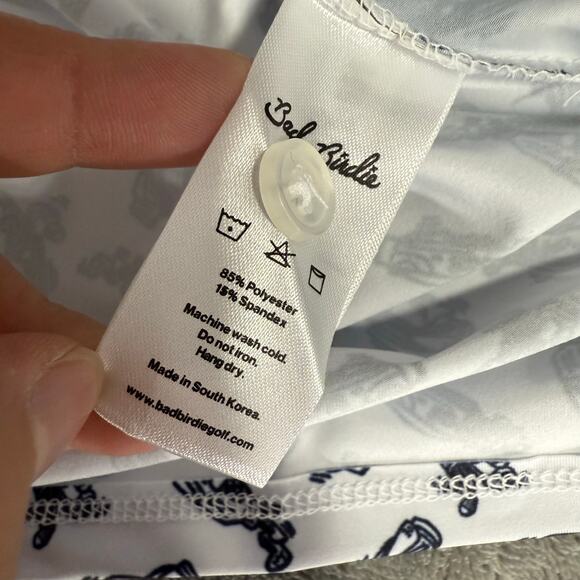 Bad Birdie
85% Polyester
15% Spandex
Machine wash cold.
Do not iron.
Hang dry.
Made in South Korea.
www.badbirdiegolf.com